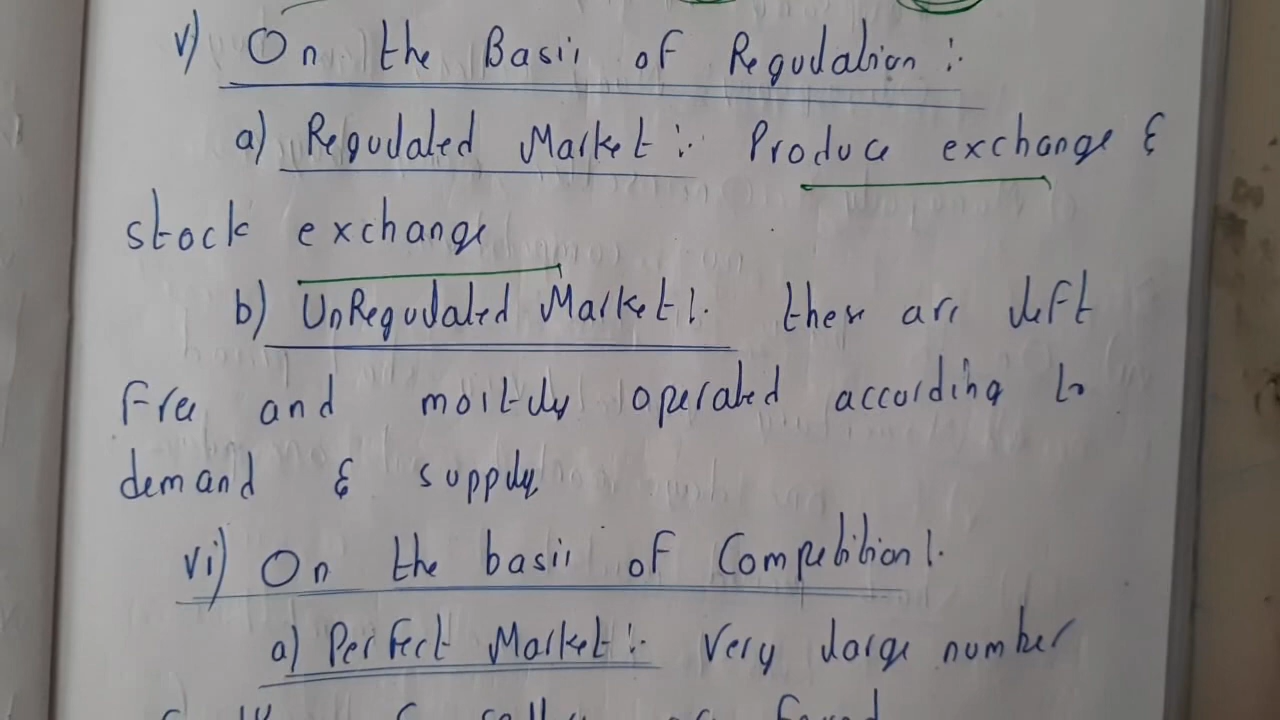 v) On the Basis of Regulation :-
a) Regulated Market :- Produce exchange &
stock exchange
b) UnRegulated Market :- these are left
free and mostly operated according to
demand & supply
vi) On the basis of Competition :-
a) Perfect Market :- Very large number
found